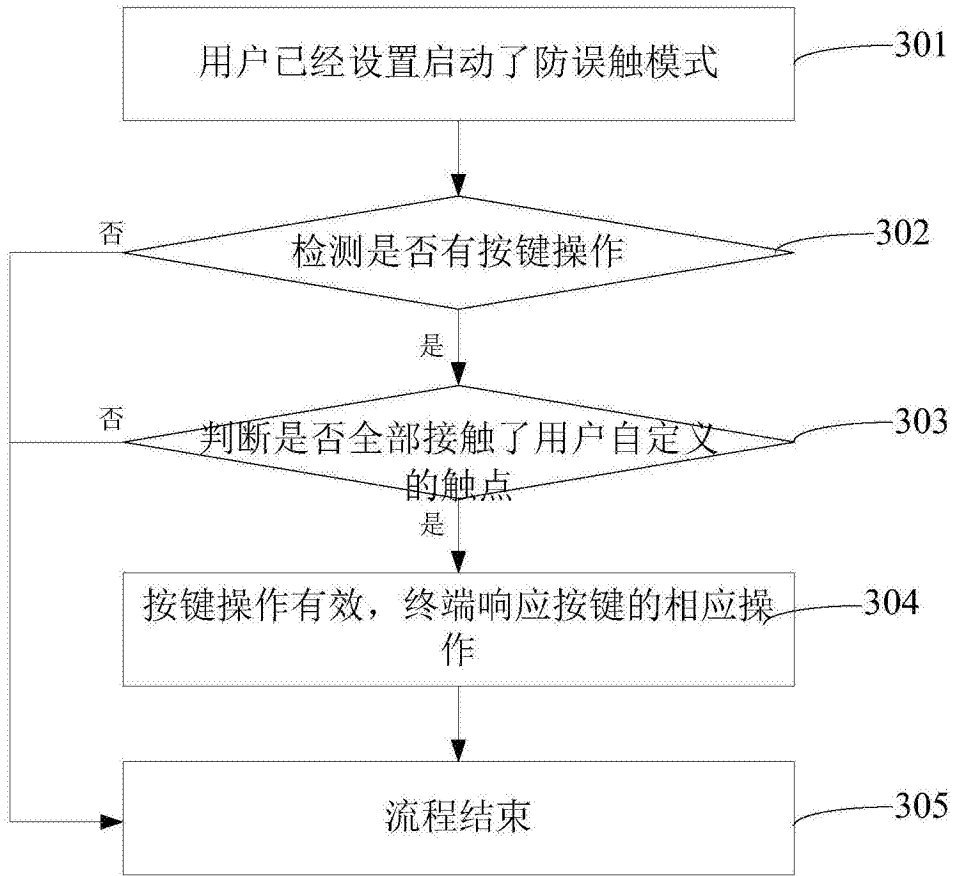 用户已经设置启动了防误触模式
301
否
检测是否有按键操作
302
是
否
判断是否全部接触了用户自定义
的触点
303
是
按键操作有效，终端响应按键的相应操
作
304
流程结束
305